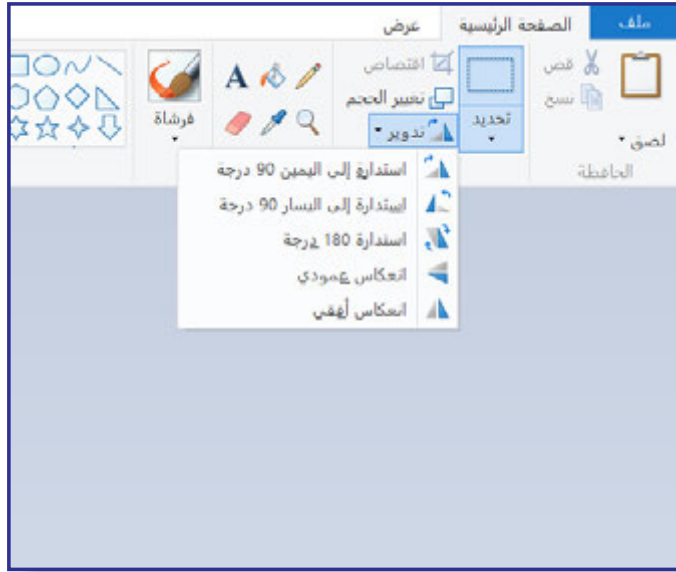 ملف الصفحة الرئيسية عرض
قص
نسخ
لصق
الحافظة
تحديد
اقتصاص
تغيير الحجم
تدوير
A
فرشاة
استدارة إلى اليمين 90 درجة
استدارة إلى اليسار 90 درجة
استدارة 180 درجة
انعكاس عمودي
انعكاس أفقي